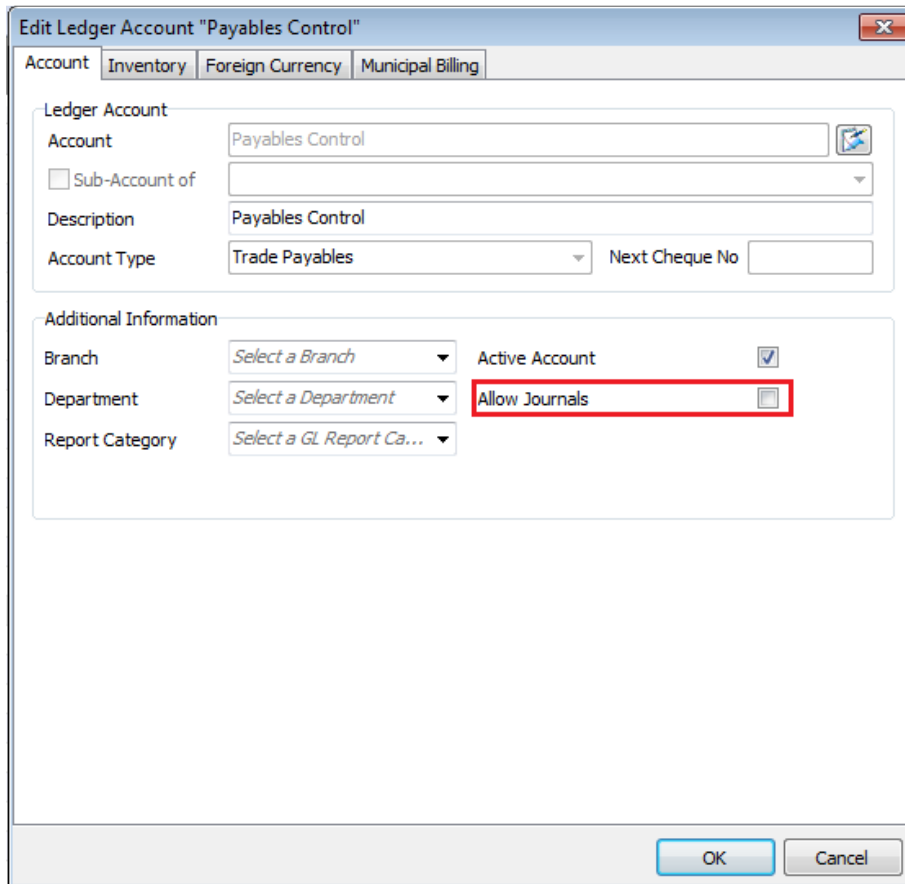 Edit Ledger Account "Payables Control"
Account Inventory Foreign Currency Municipal Billing
Ledger Account
Account Payables Control
Sub-Account of
Description Payables Control
Account Type Trade Payables Next Cheque No
Additional Information
Branch Select a Branch Active Account
Department Select a Department Allow Journals
Report Category Select a GL Report Ca...
OK Cancel